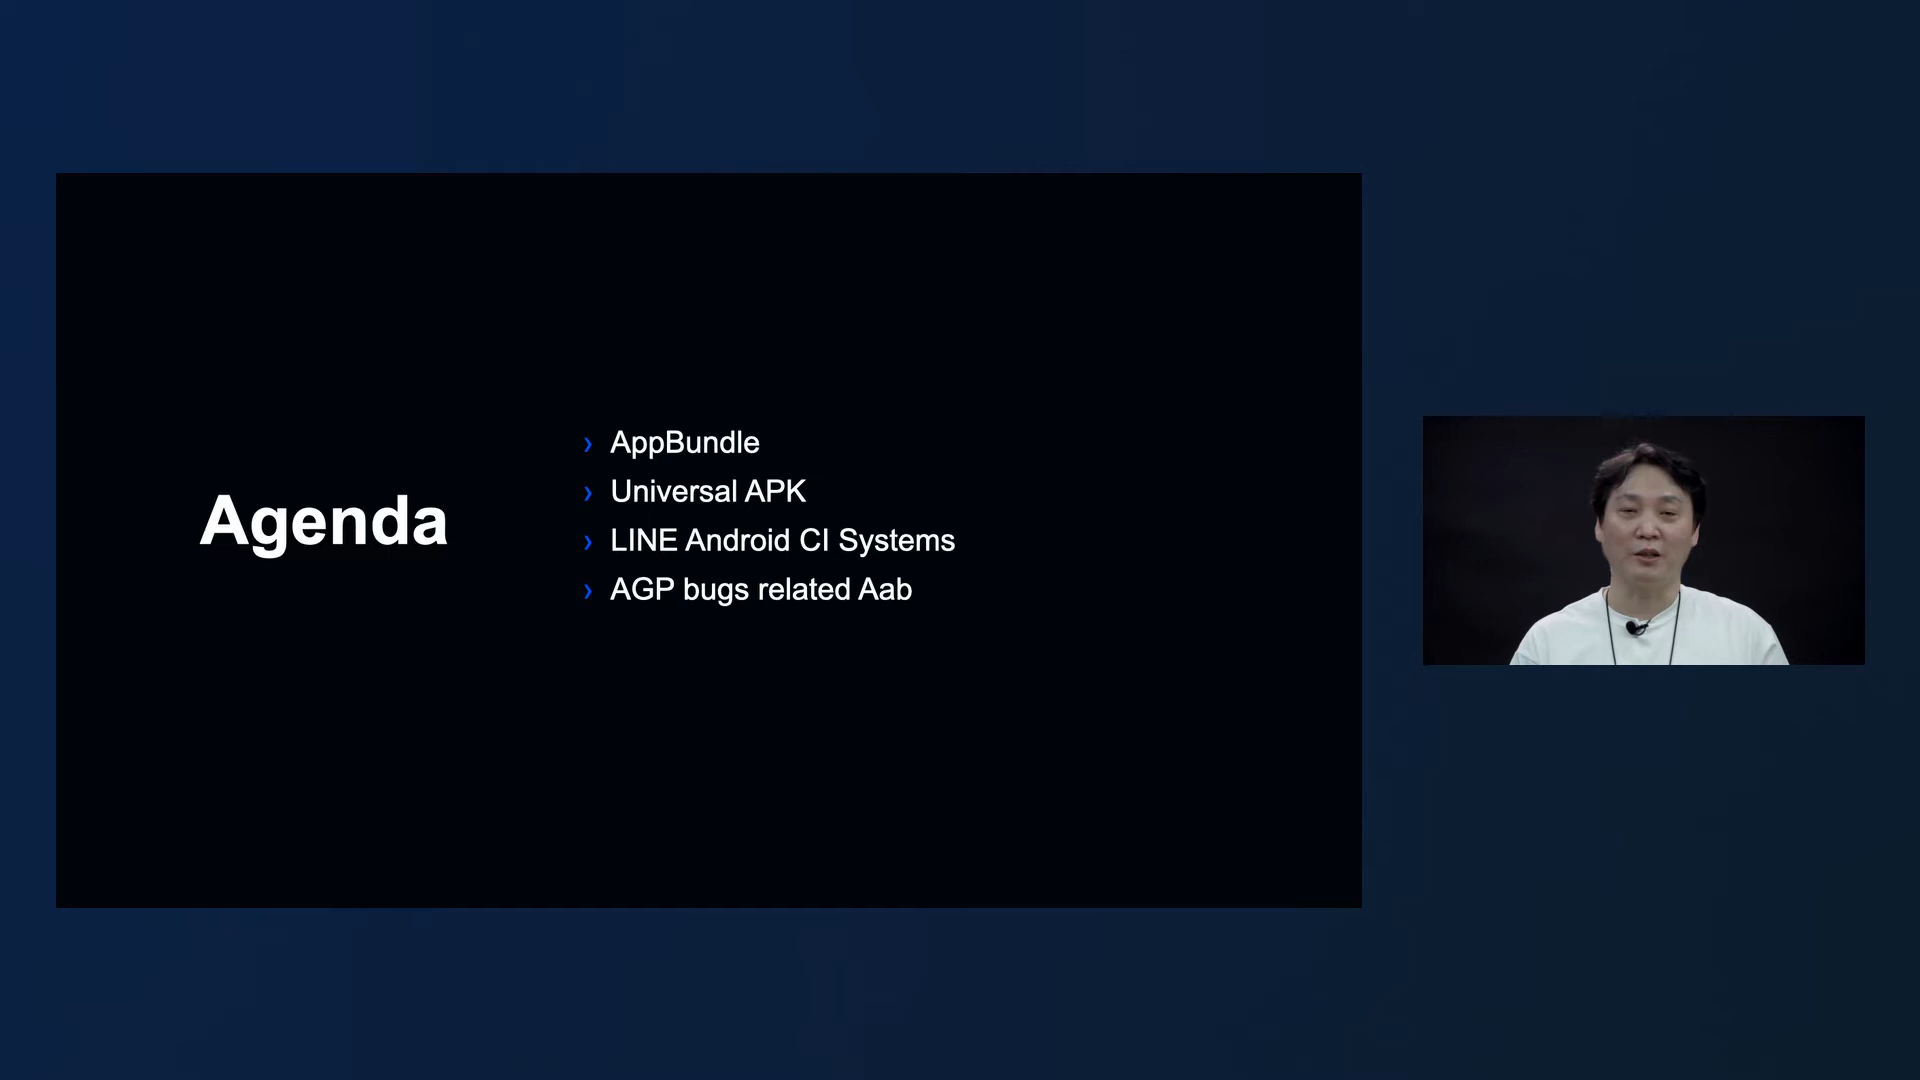 Agenda
› AppBundle
› Universal APK
› LINE Android CI Systems
› AGP bugs related Aab